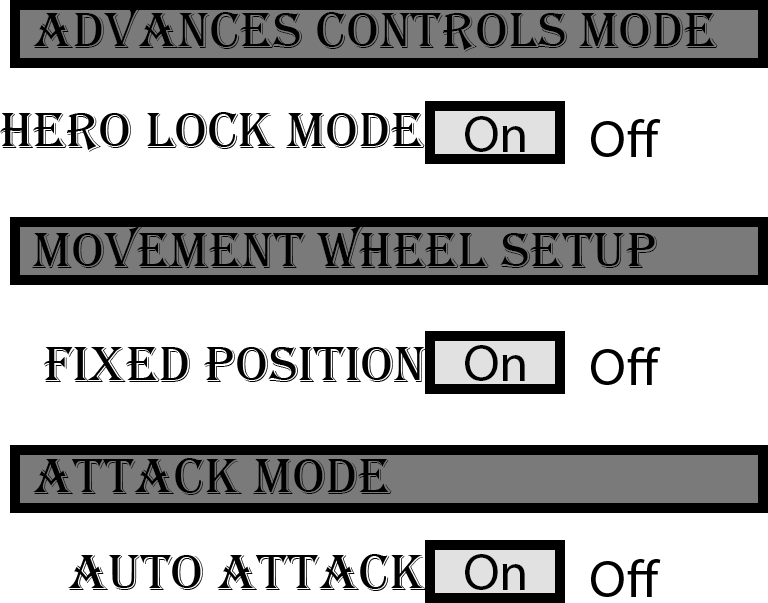 ADVANCES CONTROLS MODE
HERO LOCK MODE On Off
MOVEMENT WHEEL SETUP
FIXED POSITION On Off
ATTACK MODE
AUTO ATTACK On Off